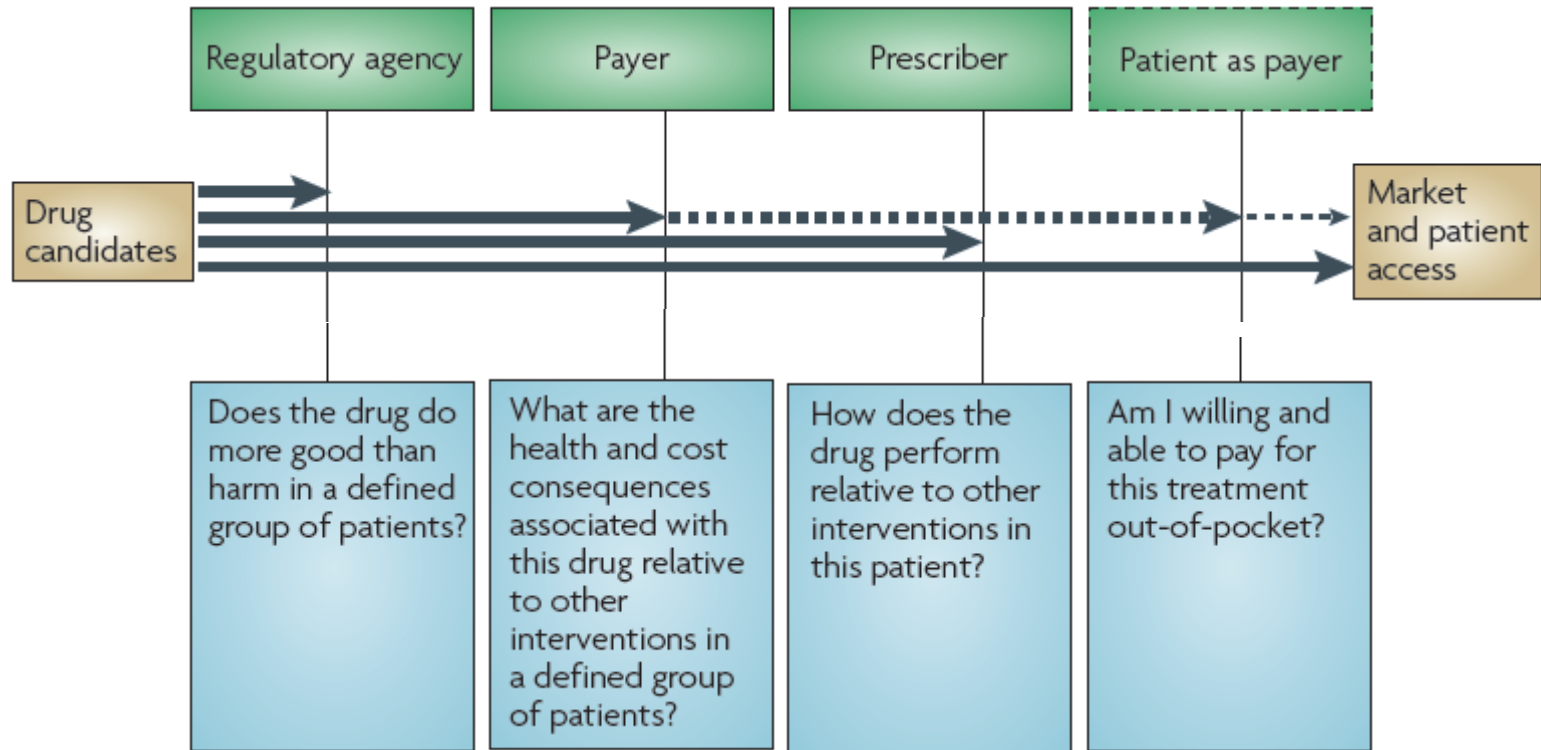 Regulatory agency
Payer
Prescriber
Patient as payer
Drug
candidates
Market
and patient
access
Does the drug do
more good than
harm in a defined
group of patients?
What are the
health and cost
consequences
associated with
this drug relative
to other
interventions in
a defined group
of patients?
How does the
drug perform
relative to other
interventions in
this patient?
Am I willing and
able to pay for
this treatment
out-of-pocket?